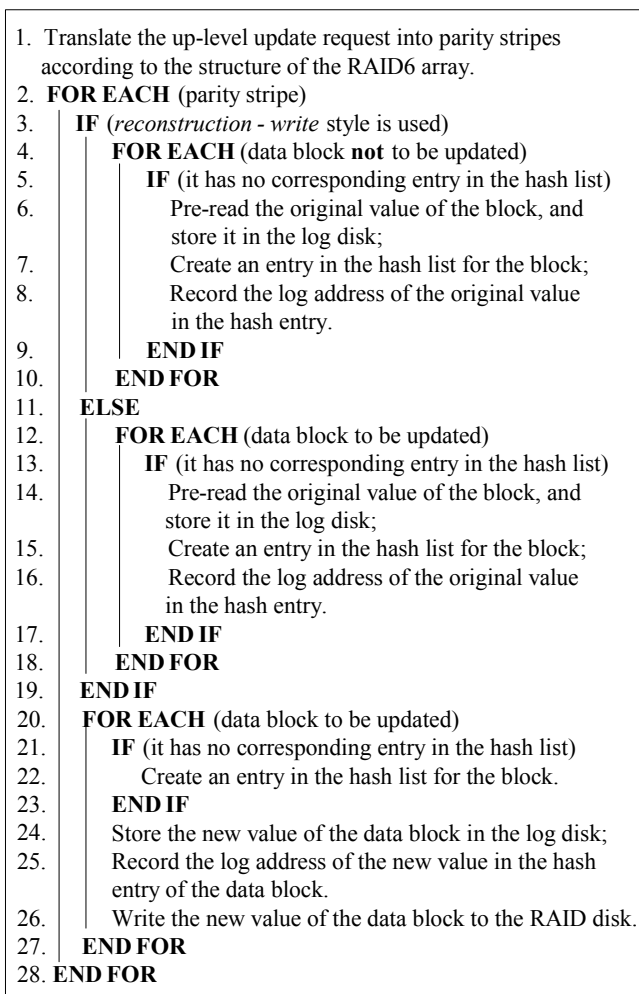 1. Translate the up-level update request into parity stripes
according to the structure of the RAID6 array.
2. FOR EACH (parity stripe)
3. IF (reconstruction - write style is used)
4. FOR EACH (data block not to be updated)
5. IF (it has no corresponding entry in the hash list)
6. Pre-read the original value of the block, and
store it in the log disk;
7. Create an entry in the hash list for the block;
8. Record the log address of the original value
in the hash entry.
9. END IF
10. END FOR
11. ELSE
12. FOR EACH (data block to be updated)
13. IF (it has no corresponding entry in the hash list)
14. Pre-read the original value of the block, and
store it in the log disk;
15. Create an entry in the hash list for the block;
16. Record the log address of the original value
in the hash entry.
17. END IF
18. END FOR
19. END IF
20. FOR EACH (data block to be updated)
21. IF (it has no corresponding entry in the hash list)
22. Create an entry in the hash list for the block.
23. END IF
24. Store the new value of the data block in the log disk;
25. Record the log address of the new value in the hash
entry of the data block.
26. Write the new value of the data block to the RAID disk.
27. END FOR
28. END FOR